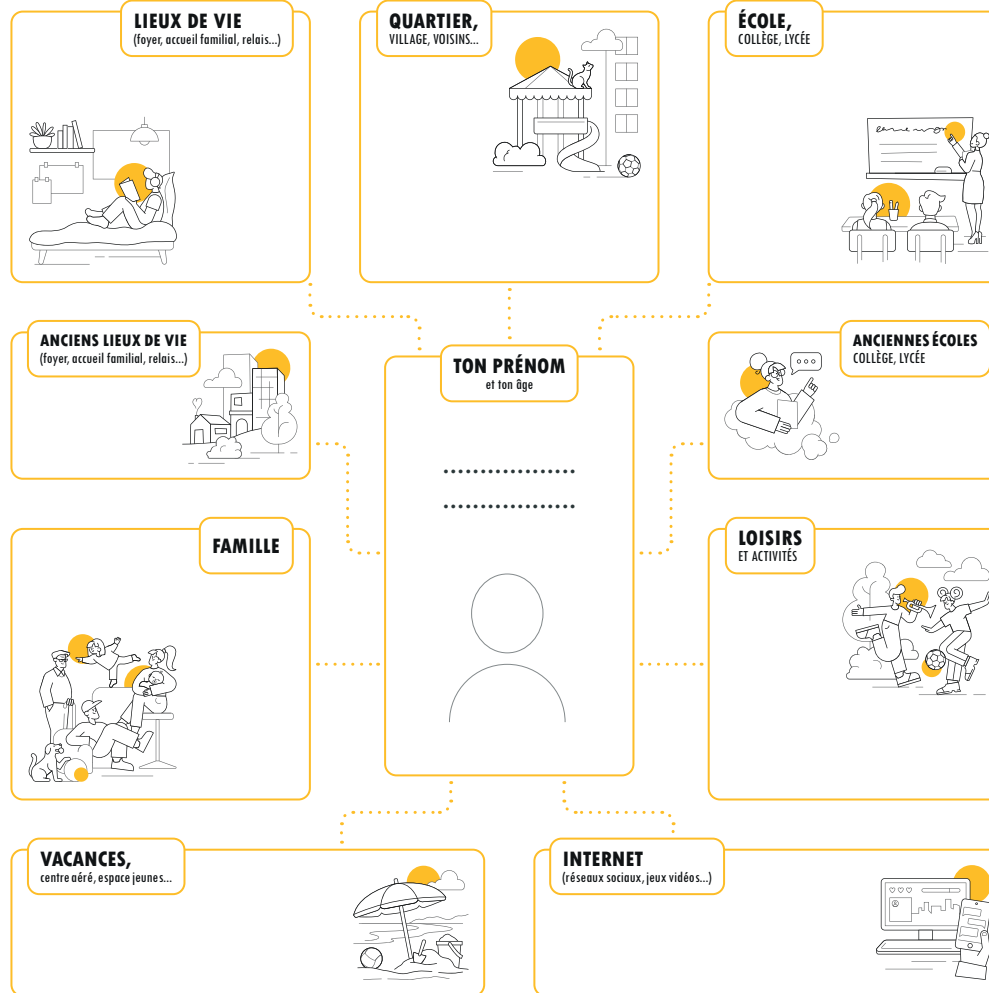 LIEUX DE VIE
(foyer, accueil familial, relais...)
QUARTIER,
VILLAGE, VOISINS...
ÉCOLE,
COLLÈGE, LYCÉE
ANCIENS LIEUX DE VIE
(foyer, accueil familial, relais...)
TON PRÉNOM
et ton âge
ANCIENNES ÉCOLES
COLLÈGE, LYCÉE
FAMILLE
LOISIRS
ET ACTIVITÉS
VACANCES,
centre aéré, espace jeunes...
INTERNET
(réseaux sociaux, jeux vidéos...)